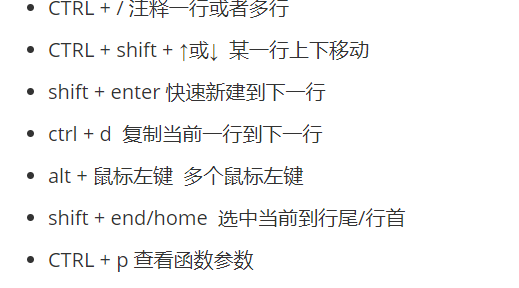 CTRL + / 注释一行或者多行
CTRL + shift + ↑或↓ 某一行上下移动
shift + enter 快速新建到下一行
ctrl + d 复制当前一行到下一行
alt + 鼠标左键 多个鼠标左键
shift + end/home 选中当前到行尾/行首
CTRL + p 查看函数参数